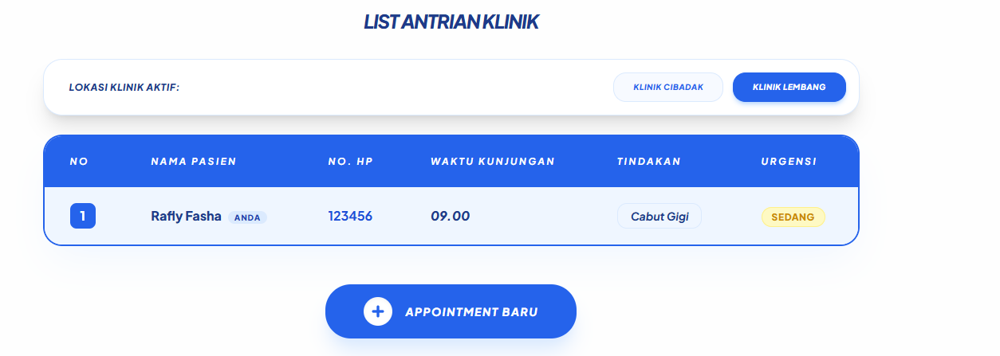 LIST ANTRIAN KLINIK
LOKASI KLINIK AKTIF:
KLINIK CIBADAK
KLINIK LEMBANG
NO NAMA PASIEN NO. HP WAKTU KUNJUNGAN TINDAKAN URGENSI
1 Rafly Fasha ANDA 123456 09.00 Cabut Gigi SEDANG
APPOINTMENT BARU